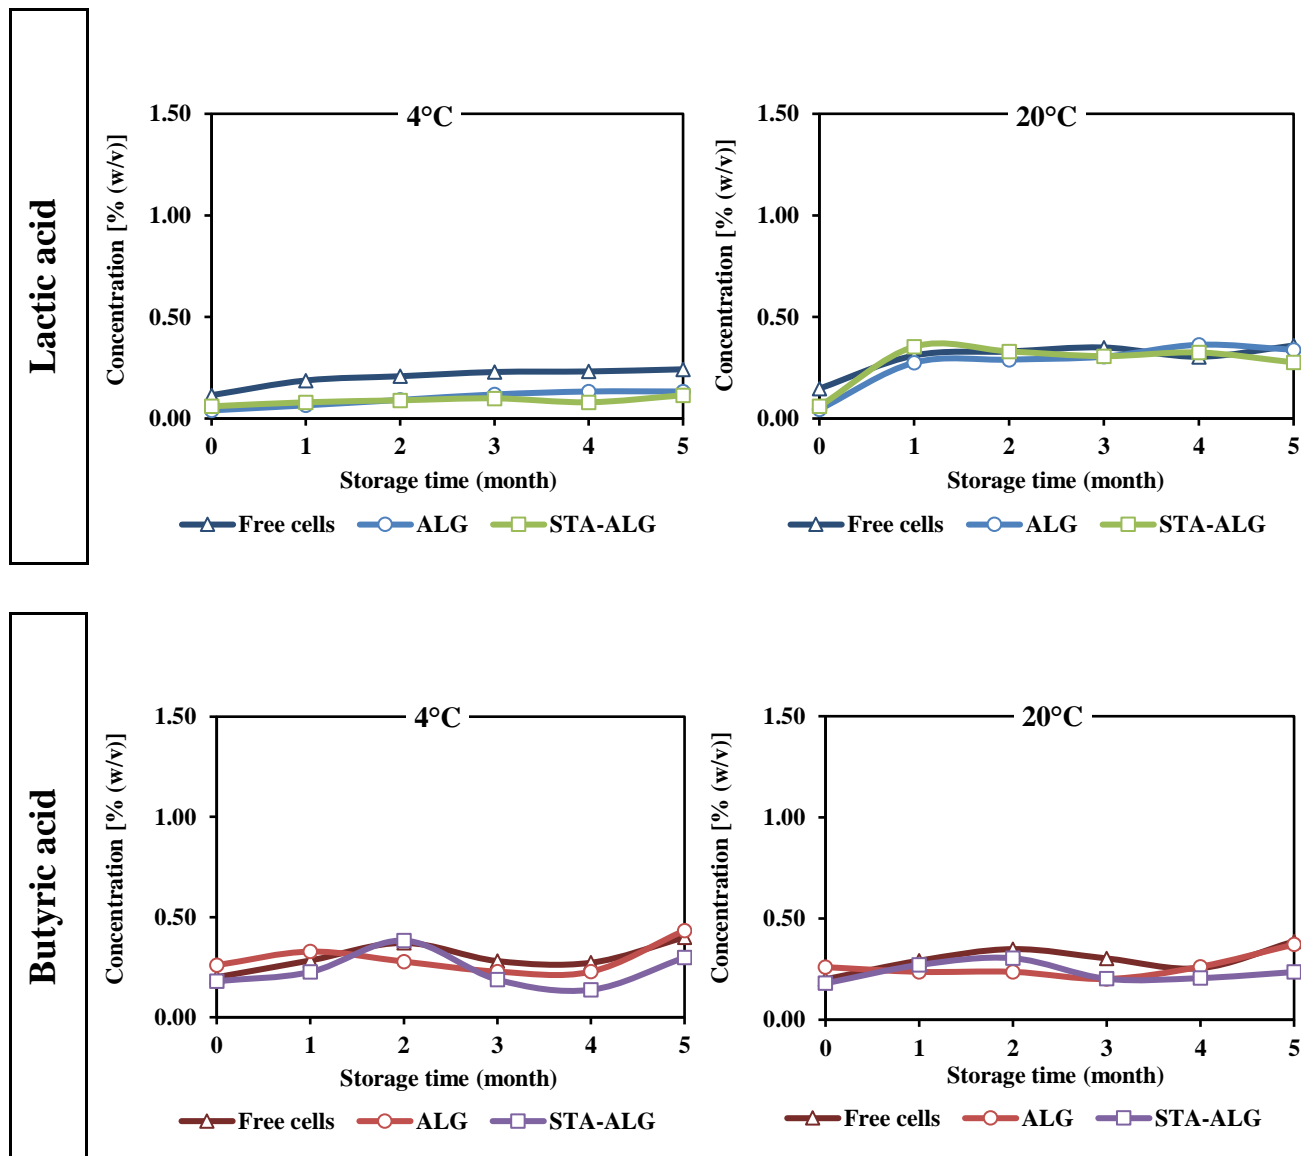 Lactic acid
4°C
Concentration [% (w/v)]
1.50
1.00
0.50
0.00
0 1 2 3 4 5
Storage time (month)
Free cells ALG STA-ALG
20°C
Concentration [% (w/v)]
1.50
1.00
0.50
0.00
0 1 2 3 4 5
Storage time (month)
Free cells ALG STA-ALG
Butyric acid
4°C
Concentration [% (w/v)]
1.50
1.00
0.50
0.00
0 1 2 3 4 5
Storage time (month)
Free cells ALG STA-ALG
20°C
Concentration [% (w/v)]
1.50
1.00
0.50
0.00
0 1 2 3 4 5
Storage time (month)
Free cells ALG STA-ALG